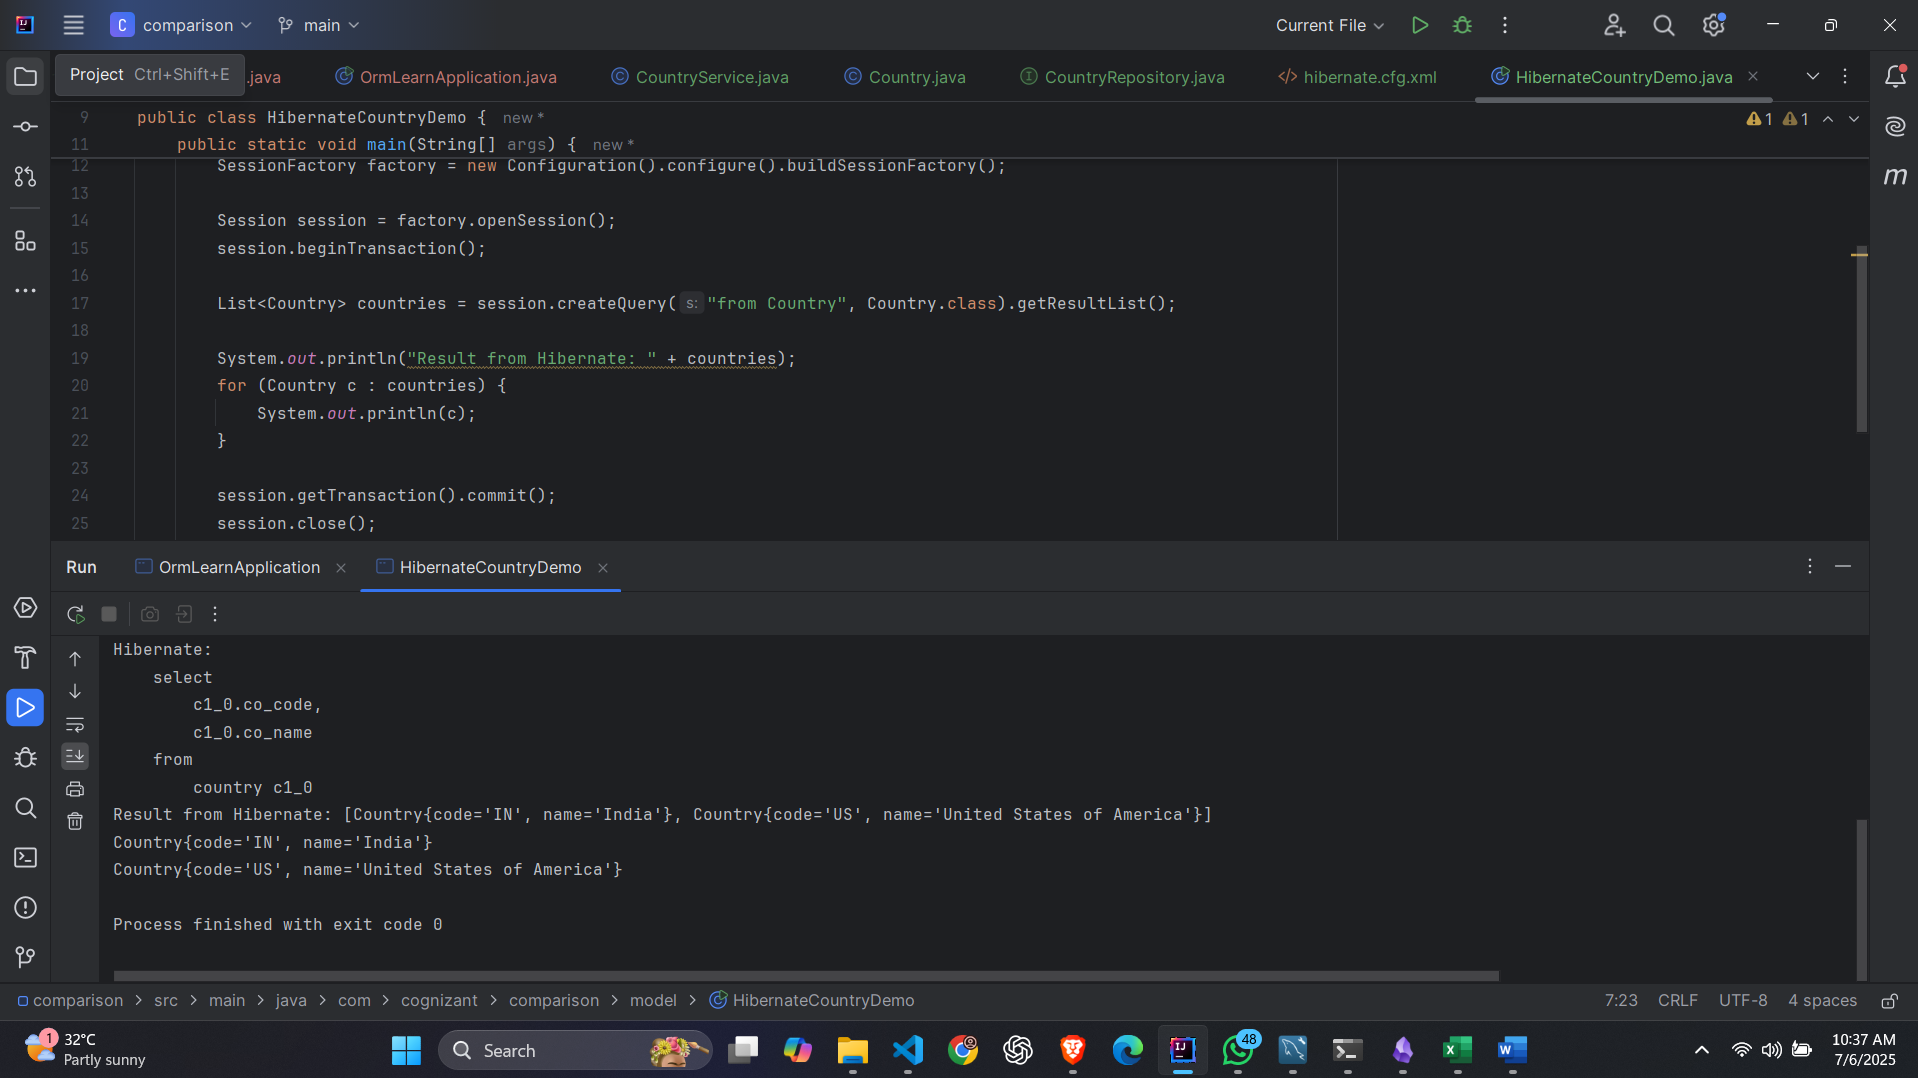 C comparison main Current File
Project Ctrl+Shift+E .java OrmLearnApplication.java CountryService.java Country.java CountryRepository.java hibernate.cfg.xml HibernateCountryDemo.java
9 public class HibernateCountryDemo { new *
11 public static void main(String[] args) { new *
1 1
12 SessionFactory factory = new Configuration().configure().buildSessionFactory();
13
14 Session session = factory.openSession();
15 session.beginTransaction();
16
17 List<Country> countries = session.createQuery( s: "from Country", Country.class).getResultList();
18
19 System.out.println("Result from Hibernate: " + countries);
20 for (Country c : countries) {
21 System.out.println(c);
22 }
23
24 session.getTransaction().commit();
25 session.close();
Run OrmLearnApplication HibernateCountryDemo
Hibernate:
select
c1_0.co_code,
c1_0.co_name
from
country c1_0
Result from Hibernate: [Country{code='IN', name='India'}, Country{code='US', name='United States of America'}]
Country{code='IN', name='India'}
Country{code='US', name='United States of America'}
Process finished with exit code 0
comparison > src > main > java > com > cognizant > comparison > model > HibernateCountryDemo 7:23 CRLF UTF-8 4 spaces
1 32°C
Partly sunny
Search
48
10:37 AM
7/6/2025